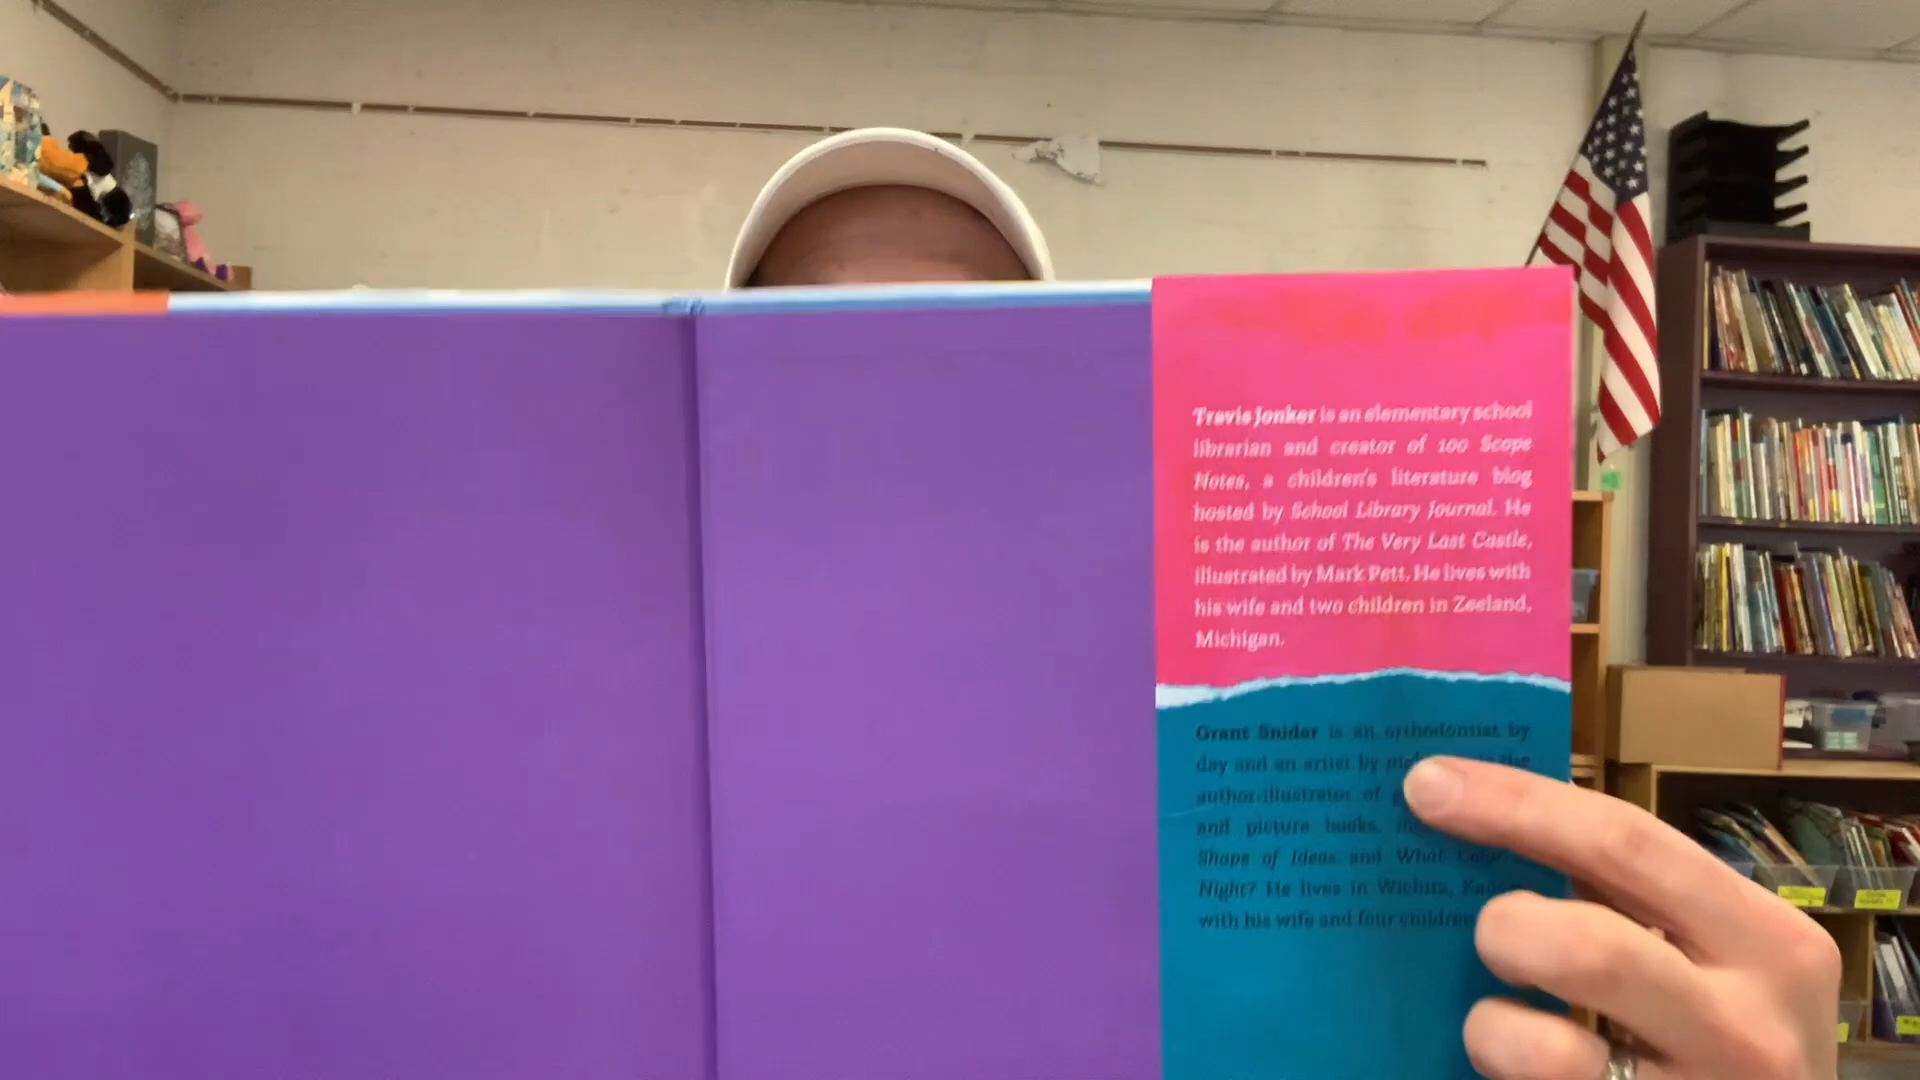 Travis Jonker is an elementary school
librarian and creator of 100 Scope
Notes, a children's literature blog
hosted by School Library Journal. He
is the author of The Very Last Castle,
illustrated by Mark Pett. He lives with
his wife and two children in Zeeland,
Michigan.
Grant Snider is an orthodontist by
day and an artist by the
author-illustrator of
and picture books,
Shape of Ideas and What Color
Night? He lives in Wichita,
with his wife and four children